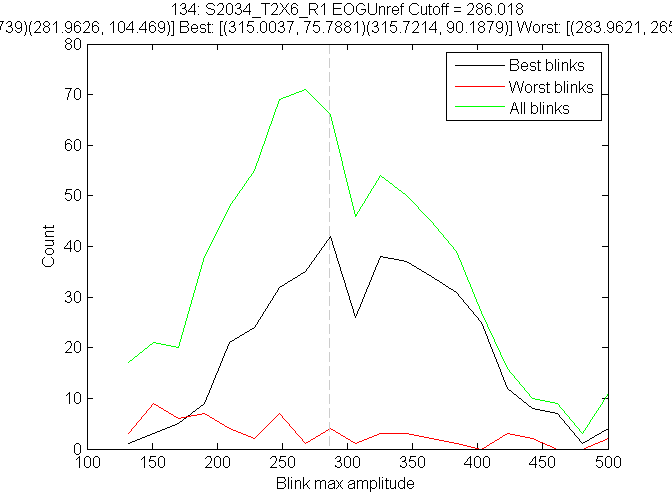 134: S2034_T2X6_R1 EOGUnref Cutoff = 286.018
739)(281.9626, 104.469)] Best: [(315.0037, 75.7881)(315.7214, 90.1879)] Worst: [(283.9621, 265
80
70
60
50
40
30
20
10
0
Count
Best blinks
Worst blinks
All blinks
100 150 200 250 300 350 400 450 500
Blink max amplitude